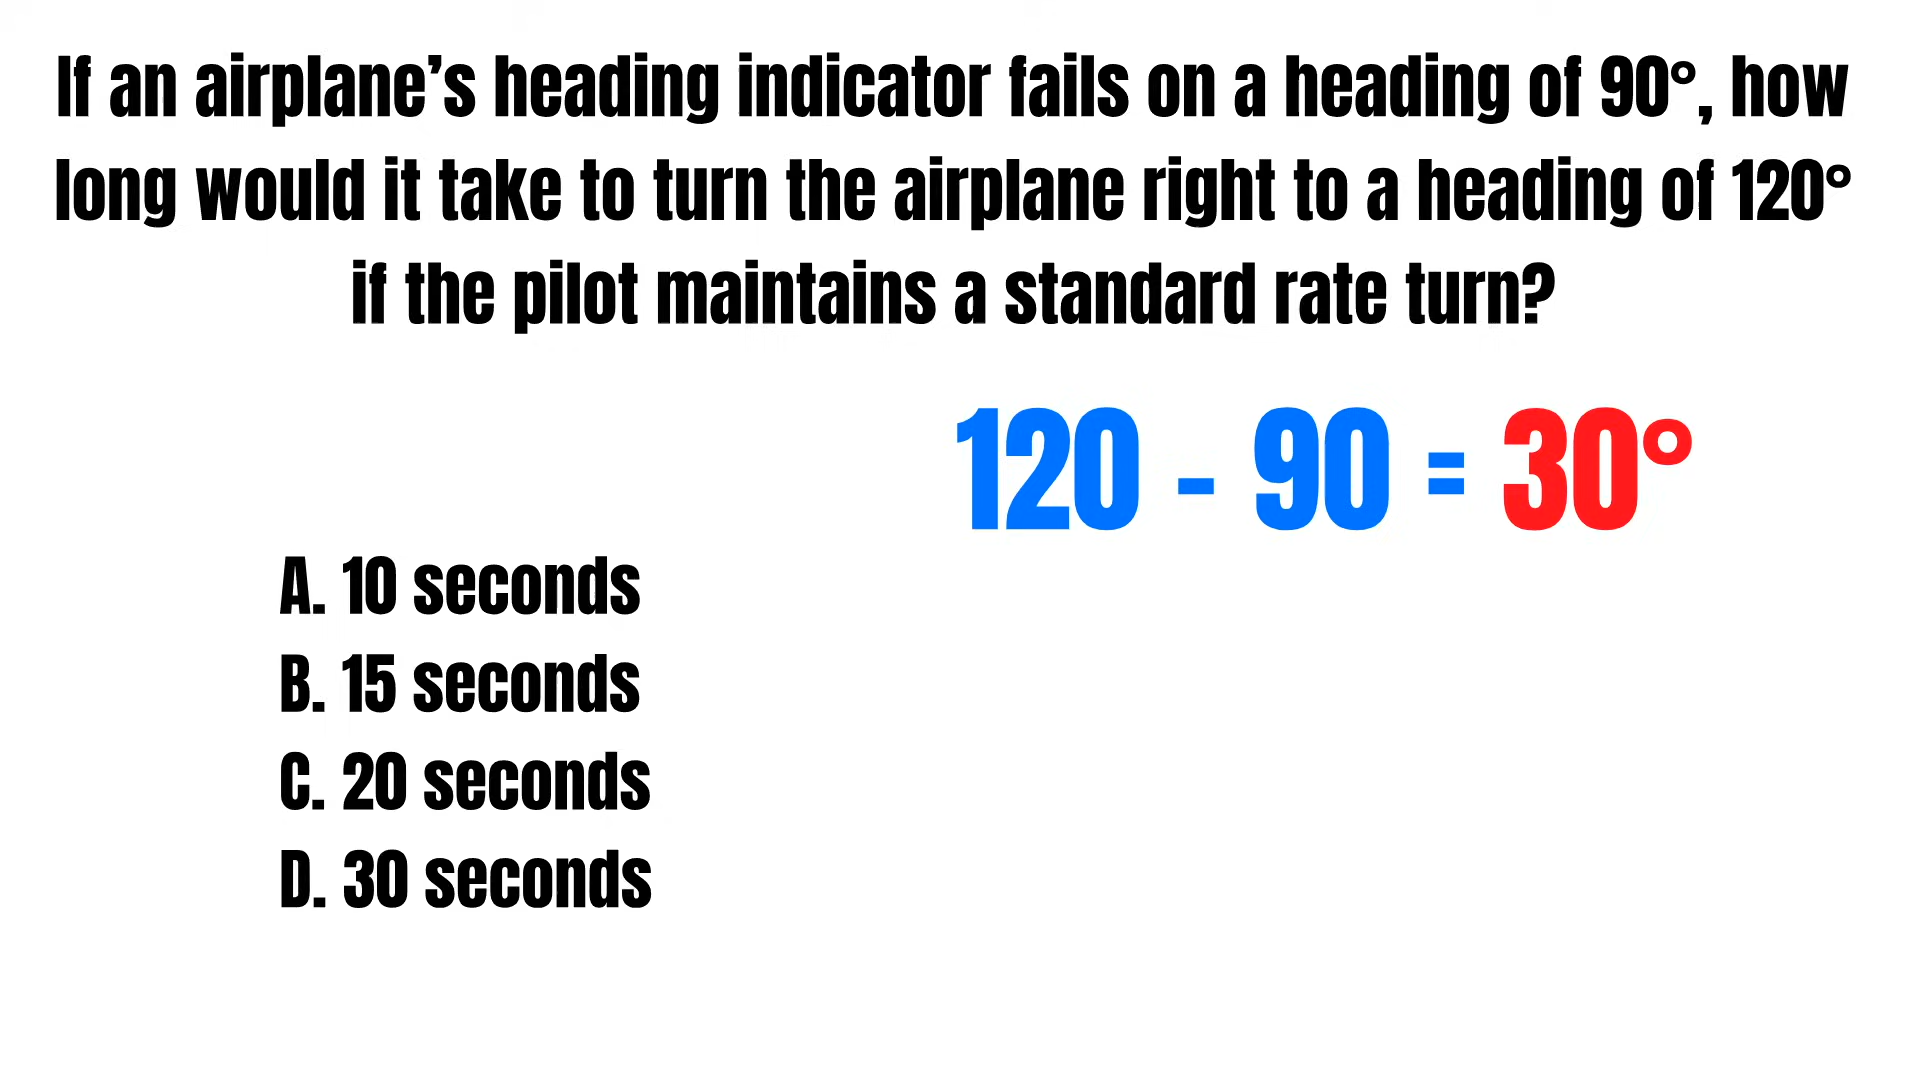 If an airplane’s heading indicator fails on a heading of 90°, how
long would it take to turn the airplane right to a heading of 120°
if the pilot maintains a standard rate turn?
120 - 90 = 30°
A. 10 seconds
B. 15 seconds
C. 20 seconds
D. 30 seconds